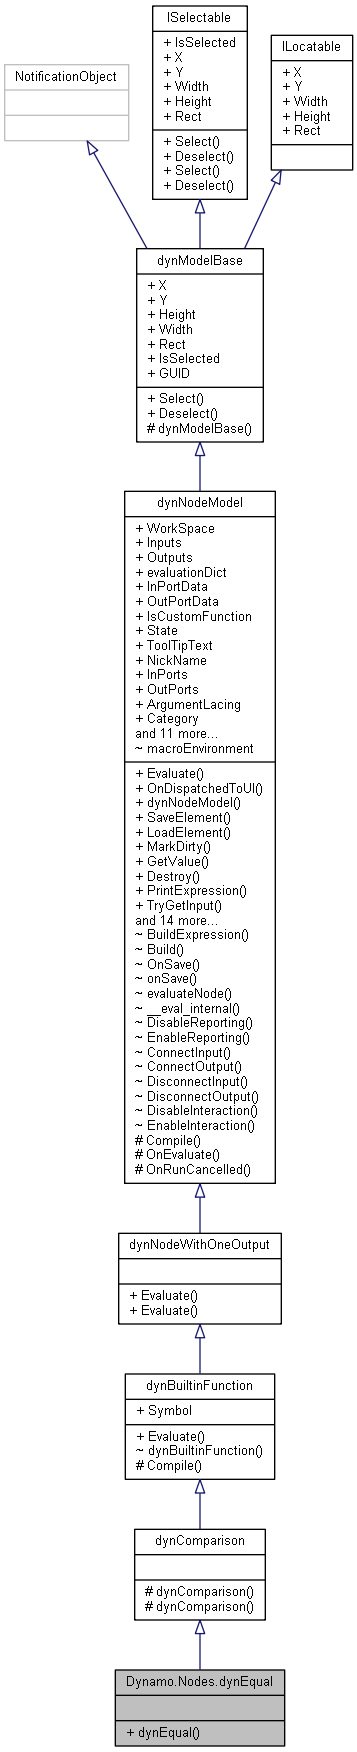 ISelectable
+ IsSelected
+ X
+ Y
+ Width
+ Height
+ Rect
+ Select()
+ Deselect()
+ Select()
+ Deselect()
ILocatable
+ X
+ Y
+ Width
+ Height
+ Rect
NotificationObject
dynModelBase
+ X
+ Y
+ Height
+ Width
+ Rect
+ IsSelected
+ GUID
+ Select()
+ Deselect()
# dynModelBase()
dynNodeModel
+ WorkSpace
+ Inputs
+ Outputs
+ evaluationDict
+ InPortData
+ OutPortData
+ IsCustomFunction
+ State
+ ToolTipText
+ NickName
+ InPorts
+ OutPorts
+ ArgumentLacing
+ Category
and 11 more...
~ macroEnvironment
+ Evaluate()
+ OnDispatchedToUI()
+ dynNodeModel()
+ SaveElement()
+ LoadElement()
+ MarkDirty()
+ GetValue()
+ Destroy()
+ PrintExpression()
+ TryGetInput()
and 14 more...
~ BuildExpression()
~ Build()
~ OnSave()
~ onSave()
~ evaluateNode()
~ __eval_internal()
~ DisableReporting()
~ EnableReporting()
~ ConnectInput()
~ ConnectOutput()
~ DisconnectInput()
~ DisconnectOutput()
~ DisableInteraction()
~ EnableInteraction()
# Compile()
# OnEvaluate()
# OnRunCancelled()
dynNodeWithOneOutput
+ Evaluate()
+ Evaluate()
dynBuiltinFunction
+ Symbol
+ Evaluate()
~ dynBuiltinFunction()
# Compile()
dynComparison
# dynComparison()
# dynComparison()
Dynamo.Nodes.dynEqual
+ dynEqual()